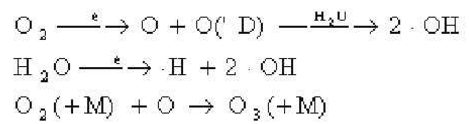 O₂ —e→ O + O(' D) —H₂U→ 2 · OH
H₂O —e→ ·H + 2 · OH
O₂(+M) + O → O₃(+M)